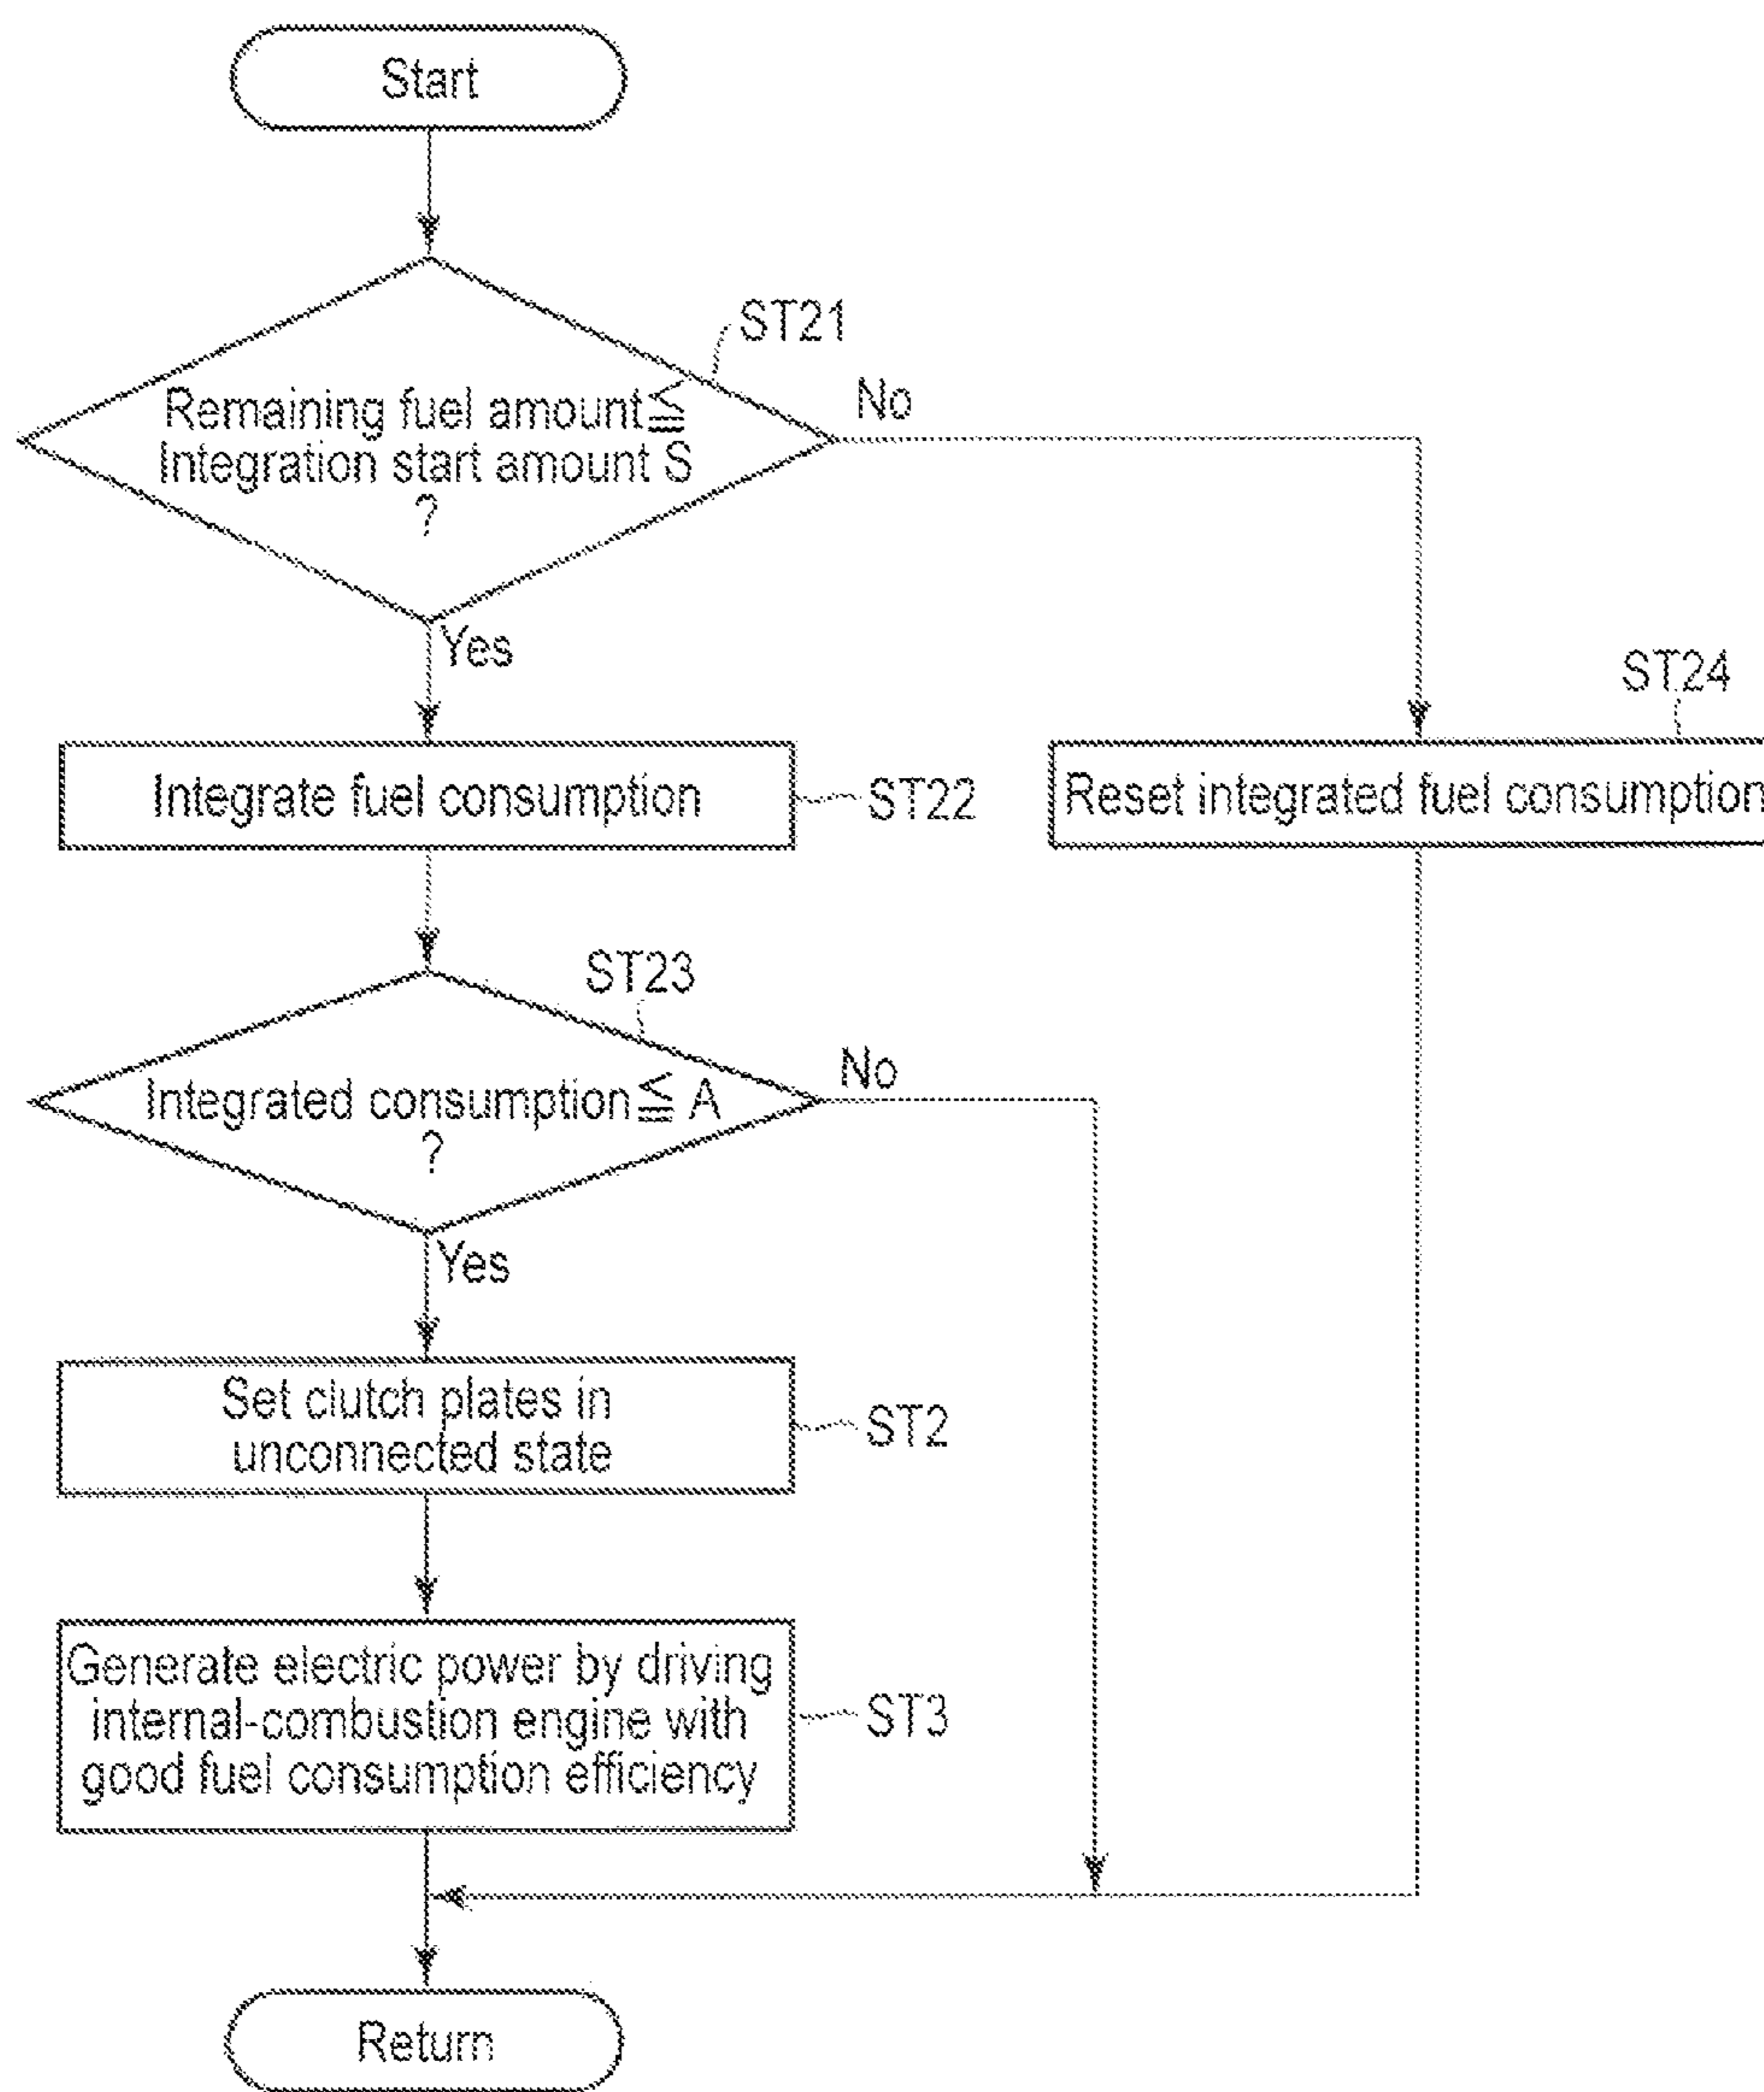 Start
ST21
Remaining fuel amount≦
Integration start amount S
?
No
Yes
ST24
Integrate fuel consumption
ST22
Reset integrated fuel consumption
ST23
Integrated consumption≦ A
?
No
Yes
Set clutch plates in
unconnected state
ST2
Generate electric power by driving
internal-combustion engine with
good fuel consumption efficiency
ST3
Return